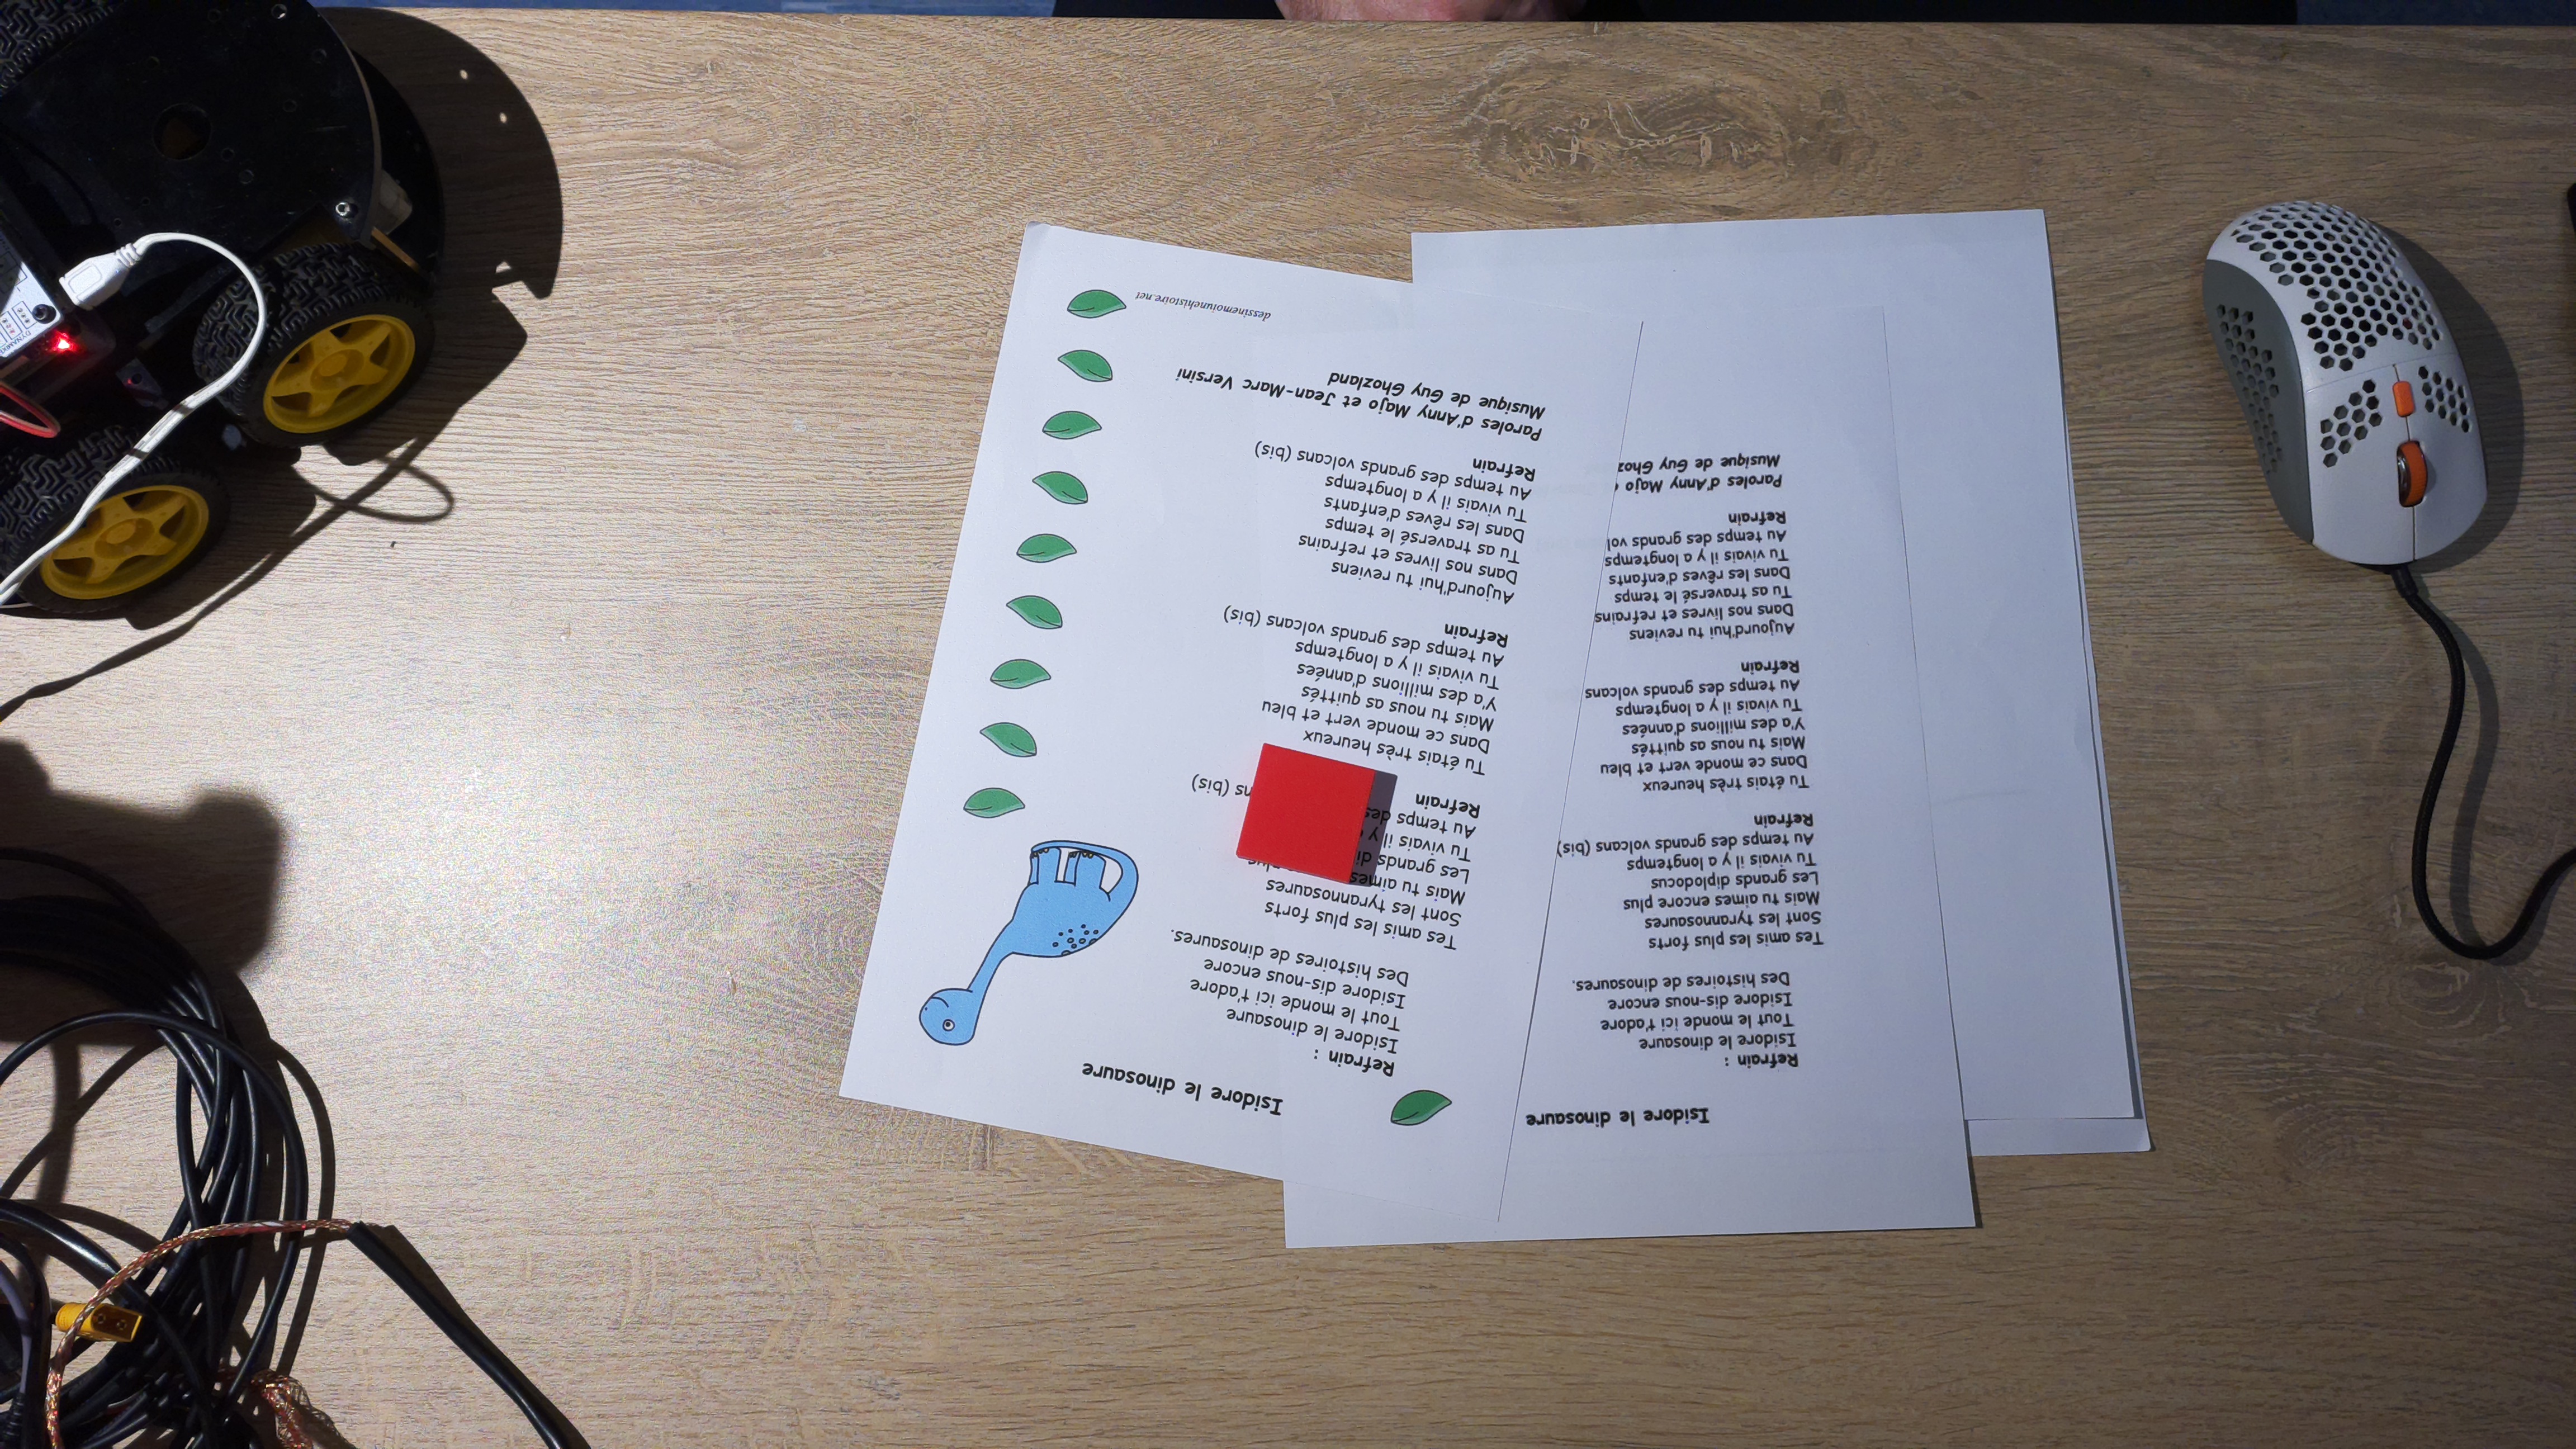 Isidore le dinosaure
Refrain :
Isidore le dinosaure
Tout le monde ici t'adore
Isidore dis-nous encore
Des histoires de dinosaures.
Tes amis les plus forts
Sont les tyrannosaures
Mais tu aimes plus
Les grands di
Tu vivais il y
Au temps des ns (bis)
Refrain
Tu étais très heureux
Dans ce monde vert et bleu
Mais tu nous as quittés
Y'a des millions d'années
Tu vivais il y a longtemps
Au temps des grands volcans (bis)
Refrain
Aujourd'hui tu reviens
Dans nos livres et refrains
Tu as traversé le temps
Dans les rêves d'enfants
Tu vivais il y a longtemps
Au temps des grands volcans (bis)
Refrain
Paroles d'Anny Majo et Jean-Marc Versini
Musique de Guy Ghozland
dessinemoiunehistoire.net
Isidore le dinosaure
Refrain :
Isidore le dinosaure
Tout le monde ici t'adore
Isidore dis-nous encore
Des histoires de dinosaures.
Tes amis les plus forts
Sont les tyrannosaures
Mais tu aimes encore plus
Les grands diplodocus
Tu vivais il y a longtemps
Au temps des grands volcans (bis)
Refrain
Tu étais très heureux
Dans ce monde vert et bleu
Mais tu nous as quittés
Y'a des millions d'années
Tu vivais il y a longtemps
Au temps des grands volcans
Refrain
Aujourd'hui tu reviens
Dans nos livres et refrains
Tu as traversé le temps
Dans les rêves d'enfants
Tu vivais il y a longtemps
Au temps des grands vol
Refrain
Paroles d'Anny Majo
Musique de Guy Ghoz